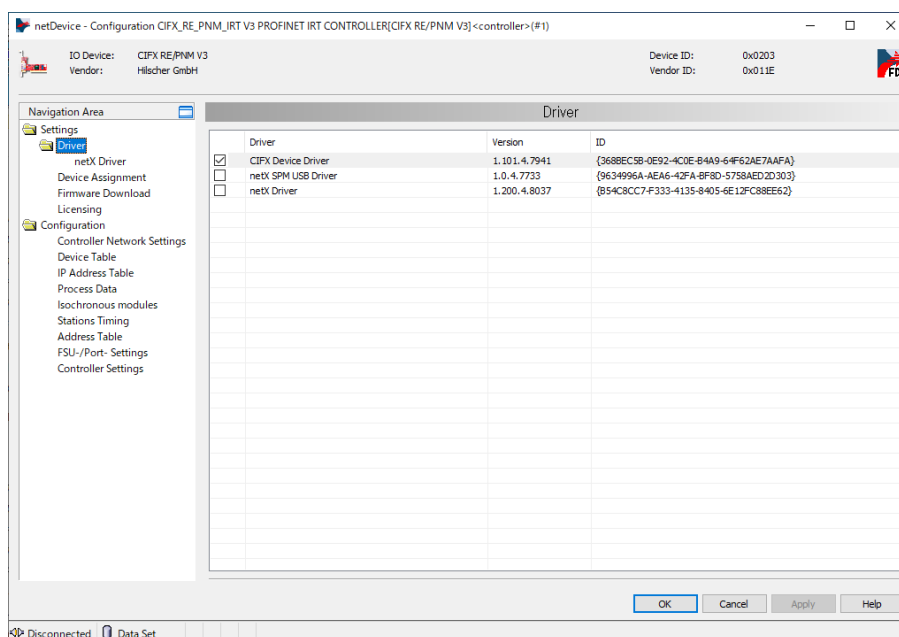 netDevice - Configuration CIFX_RE_PNM_IRT V3 PROFINET IRT CONTROLLER[CIFX RE/PNM V3]<controller>(#1)
IO Device: CIFX RE/PNM V3 Device ID: 0x0203
Vendor: Hilscher GmbH Vendor ID: 0x011E
FD
Navigation Area
Settings
Driver
netX Driver
Device Assignment
Firmware Download
Licensing
Configuration
Controller Network Settings
Device Table
IP Address Table
Process Data
Isochronous modules
Stations Timing
Address Table
FSU-/Port- Settings
Controller Settings
Driver
Driver Version ID
CIFX Device Driver 1.101.4.7941 {368BEC5B-0E92-4C0E-B4A9-64F62AE7AAFA}
netX SPM USB Driver 1.0.4.7733 {9634996A-AEA6-42FA-BF8D-5758AED2D303}
netX Driver 1.200.4.8037 {B54C8CC7-F333-4135-8405-6E12FC88EE62}
OK Cancel Apply Help
Disconnected Data Set